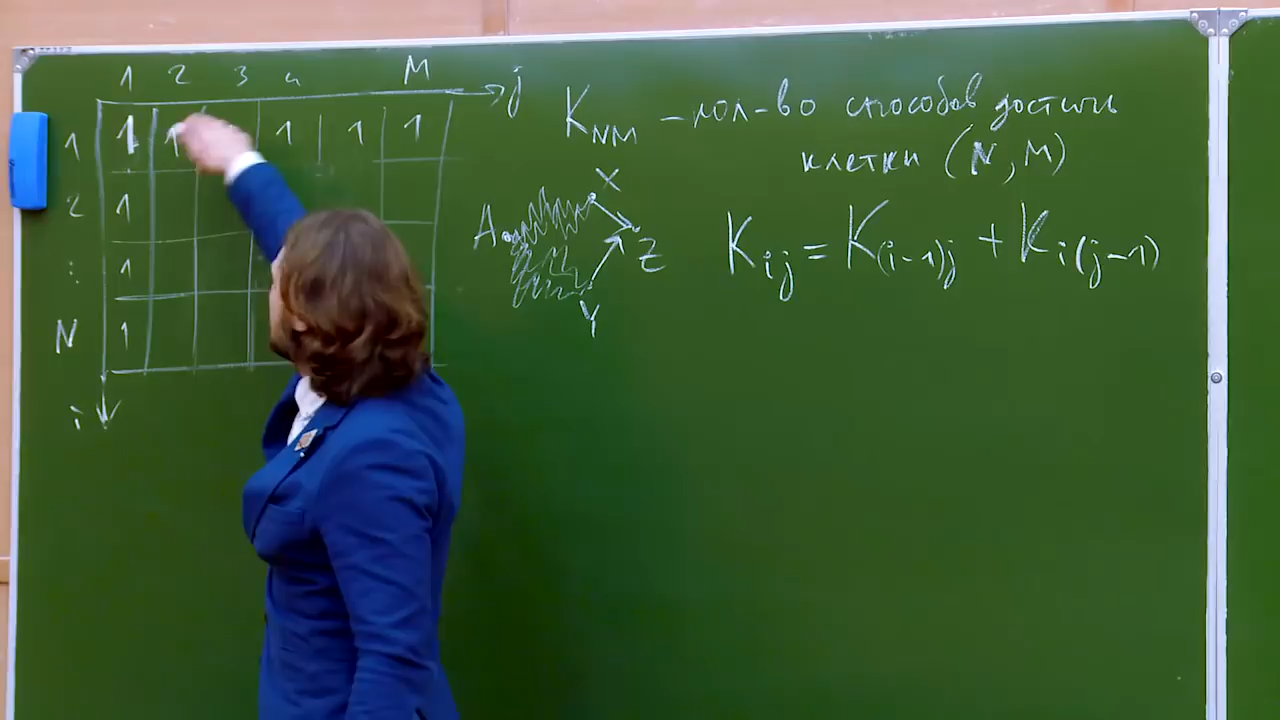 1 2 3 4 M j
1 1 1 1 1 1
2 1
⋮ 1
N 1
i
K_NM – кол-во способов достичь
клетки (N, M)
X
A
Z
Y
K_ij = K_(i-1)j + K_i(j-1)